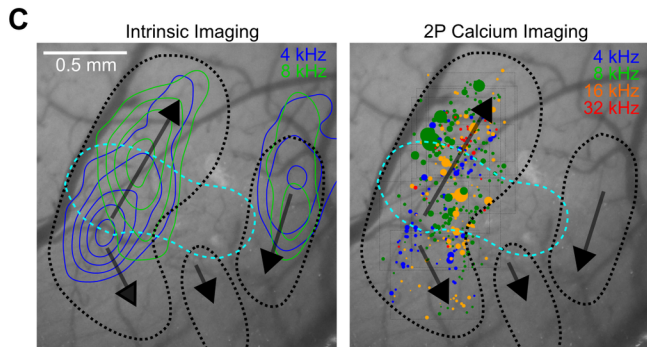 C
Intrinsic Imaging
0.5 mm
4 kHz
8 kHz
2P Calcium Imaging
4 kHz
8 kHz
16 kHz
32 kHz